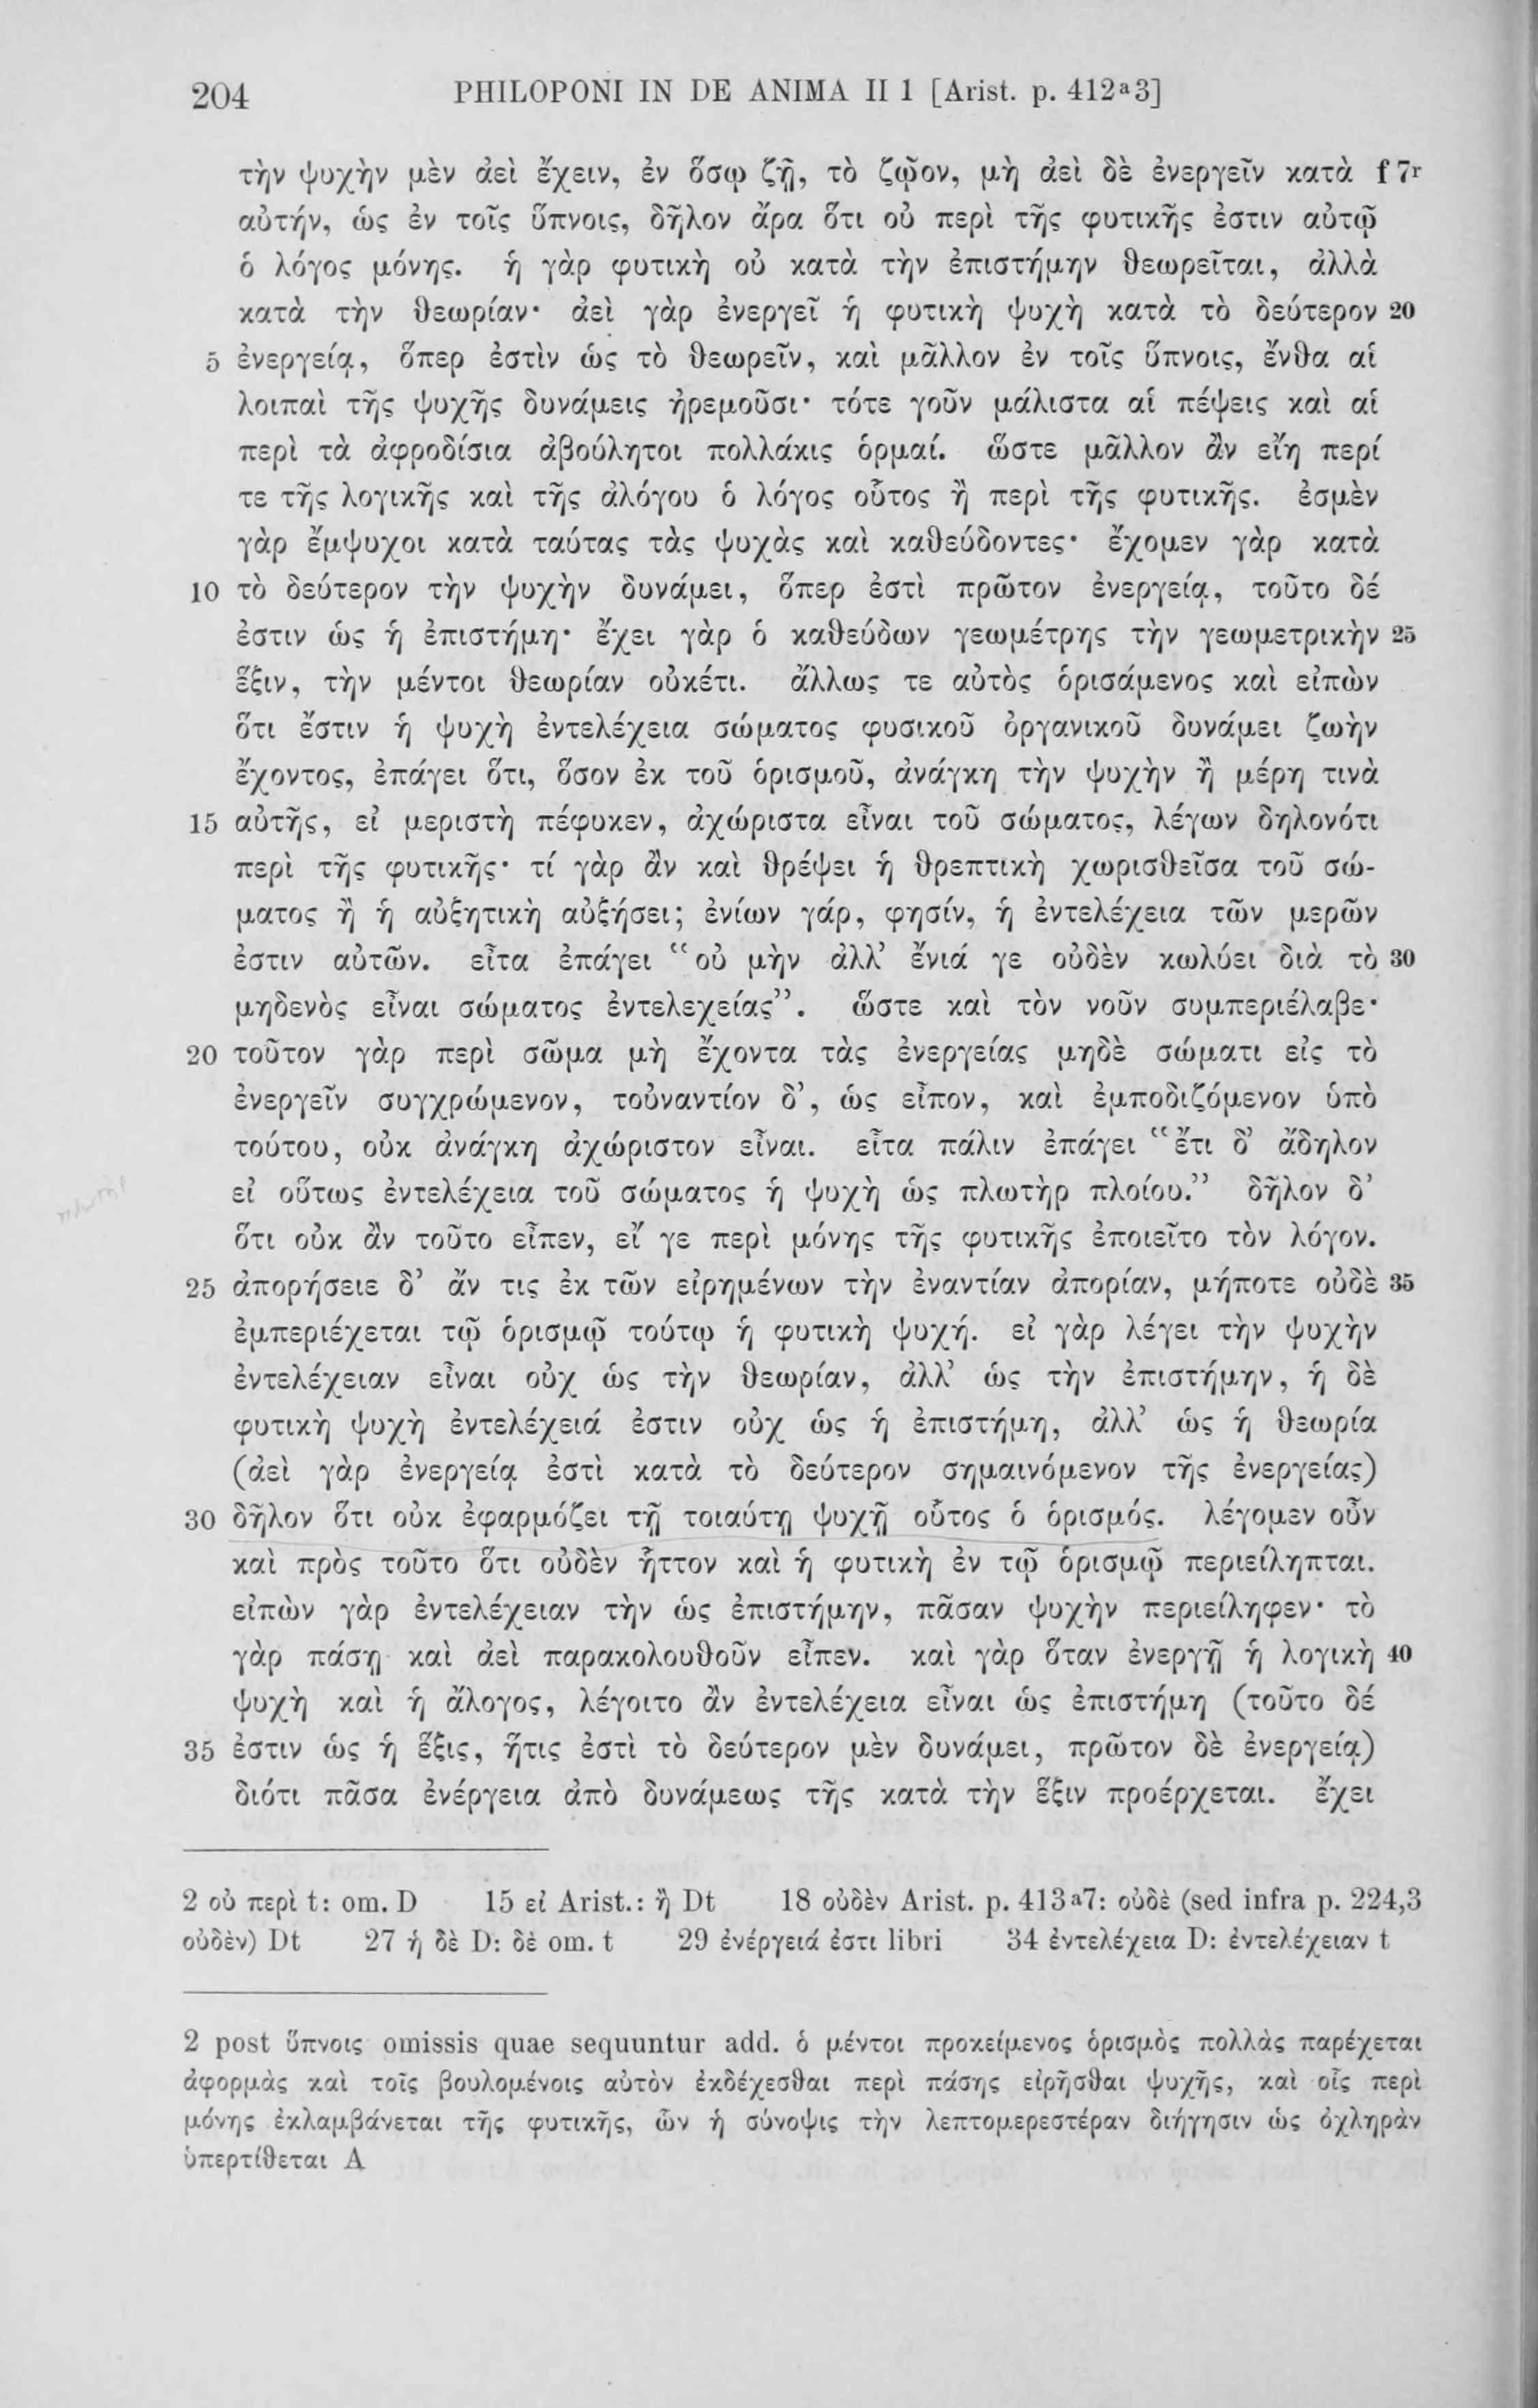 204 PHILOPONI IN DE ANIMA II 1 [Arist. p. 412ᵃ3]
τὴν ψυχὴν μὲν ἀεὶ ἔχειν, ἐν ὅσῳ ζῇ, τὸ ζῷον, μὴ ἀεὶ δὲ ἐνεργεῖν κατὰ f 7ʳ
αὐτήν, ὡς ἐν τοῖς ὕπνοις, δῆλον ἄρα ὅτι οὐ περὶ τῆς φυτικῆς ἐστιν αὐτῷ
ὁ λόγος μόνης. ἡ γὰρ φυτικὴ οὐ κατὰ τὴν ἐπιστήμην θεωρεῖται, ἀλλὰ
κατὰ τὴν θεωρίαν· ἀεὶ γὰρ ἐνεργεῖ ἡ φυτικὴ ψυχὴ κατὰ τὸ δεύτερον 20
5 ἐνεργείᾳ, ὅπερ ἐστὶν ὡς τὸ θεωρεῖν, καὶ μᾶλλον ἐν τοῖς ὕπνοις, ἔνθα αἱ
λοιπαὶ τῆς ψυχῆς δυνάμεις ἠρεμοῦσι· τότε γοῦν μάλιστα αἱ πέψεις καὶ αἱ
περὶ τὰ ἀφροδίσια ἀβούλητοι πολλάκις ὁρμαί. ὥστε μᾶλλον ἂν εἴη περί
τε τῆς λογικῆς καὶ τῆς ἀλόγου ὁ λόγος οὗτος ἢ περὶ τῆς φυτικῆς. ἐσμὲν
γὰρ ἔμψυχοι κατὰ ταύτας τὰς ψυχὰς καὶ καθεύδοντες· ἔχομεν γὰρ κατὰ
10 τὸ δεύτερον τὴν ψυχὴν δυνάμει, ὅπερ ἐστὶ πρῶτον ἐνεργείᾳ, τοῦτο δέ
ἐστιν ὡς ἡ ἐπιστήμη· ἔχει γὰρ ὁ καθεύδων γεωμέτρης τὴν γεωμετρικὴν 25
ἕξιν, τὴν μέντοι θεωρίαν οὐκέτι. ἄλλως τε αὐτὸς ὁρισάμενος καὶ εἰπὼν
ὅτι ἔστιν ἡ ψυχὴ ἐντελέχεια σώματος φυσικοῦ ὀργανικοῦ δυνάμει ζωὴν
ἔχοντος, ἐπάγει ὅτι, ὅσον ἐκ τοῦ ὁρισμοῦ, ἀνάγκη τὴν ψυχὴν ἢ μέρη τινὰ
15 αὐτῆς, εἰ μεριστὴ πέφυκεν, ἀχώριστα εἶναι τοῦ σώματος, λέγων δηλονότι
περὶ τῆς φυτικῆς· τί γὰρ ἂν καὶ θρέψει ἡ θρεπτικὴ χωρισθεῖσα τοῦ σώ-
ματος ἢ ἡ αὐξητικὴ αὐξήσει; ἐνίων γάρ, φησίν, ἡ ἐντελέχεια τῶν μερῶν
ἐστιν αὐτῶν. εἶτα ἐπάγει “οὐ μὴν ἀλλ’ ἔνιά γε οὐδὲν κωλύει διὰ τὸ 30
μηδενὸς εἶναι σώματος ἐντελεχείας”. ὥστε καὶ τὸν νοῦν συμπεριέλαβε·
20 τοῦτον γὰρ περὶ σῶμα μὴ ἔχοντα τὰς ἐνεργείας μηδὲ σώματι εἰς τὸ
ἐνεργεῖν συγχρώμενον, τοὐναντίον δ’, ὡς εἶπον, καὶ ἐμποδιζόμενον ὑπὸ
τούτου, οὐκ ἀνάγκη ἀχώριστον εἶναι. εἶτα πάλιν ἐπάγει “ἔτι δ’ ἄδηλον
εἰ οὕτως ἐντελέχεια τοῦ σώματος ἡ ψυχὴ ὡς πλωτὴρ πλοίου.” δῆλον δ’
ὅτι οὐκ ἂν τοῦτο εἶπεν, εἴ γε περὶ μόνης τῆς φυτικῆς ἐποιεῖτο τὸν λόγον.
25 ἀπορήσειε δ’ ἄν τις ἐκ τῶν εἰρημένων τὴν ἐναντίαν ἀπορίαν, μήποτε οὐδὲ 35
ἐμπεριέχεται τῷ ὁρισμῷ τούτῳ ἡ φυτικὴ ψυχή. εἰ γὰρ λέγει τὴν ψυχὴν
ἐντελέχειαν εἶναι οὐχ ὡς τὴν θεωρίαν, ἀλλ’ ὡς τὴν ἐπιστήμην, ἡ δὲ
φυτικὴ ψυχὴ ἐντελέχειά ἐστιν οὐχ ὡς ἡ ἐπιστήμη, ἀλλ’ ὡς ἡ θεωρία
(ἀεὶ γὰρ ἐνεργείᾳ ἐστὶ κατὰ τὸ δεύτερον σημαινόμενον τῆς ἐνεργείας)
30 δῆλον ὅτι οὐκ ἐφαρμόζει τῇ τοιαύτῃ ψυχῇ οὗτος ὁ ὁρισμός. λέγομεν οὖν
καὶ πρὸς τοῦτο ὅτι οὐδὲν ἧττον καὶ ἡ φυτικὴ ἐν τῷ ὁρισμῷ περιείληπται.
εἰπὼν γὰρ ἐντελέχειαν τὴν ὡς ἐπιστήμην, πᾶσαν ψυχὴν περιείληφεν· τὸ
γὰρ πάσῃ καὶ ἀεὶ παρακολουθοῦν εἶπεν. καὶ γὰρ ὅταν ἐνεργῇ ἡ λογικὴ 40
ψυχὴ καὶ ἡ ἄλογος, λέγοιτο ἂν ἐντελέχεια εἶναι ὡς ἐπιστήμη (τοῦτο δέ
35 ἐστιν ὡς ἡ ἕξις, ἥτις ἐστὶ τὸ δεύτερον μὲν δυνάμει, πρῶτον δὲ ἐνεργείᾳ)
διότι πᾶσα ἐνέργεια ἀπὸ δυνάμεως τῆς κατὰ τὴν ἕξιν προέρχεται. ἔχει
2 οὐ περὶ t: om. D 15 εἰ Arist.: ἢ Dt 18 οὐδὲν Arist. p. 413ᵃ7: οὐδὲ (sed infra p. 224,3
οὐδὲν) Dt 27 ἡ δὲ D: δὲ om. t 29 ἐνέργειά ἐστι libri 34 ἐντελέχεια D: ἐντελέχειαν t
2 post ὕπνοις omissis quae sequuntur add. ὁ μέντοι προκείμενος ὁρισμὸς πολλὰς παρέχεται
ἀφορμὰς καὶ τοῖς βουλομένοις αὐτὸν ἐκδέχεσθαι περὶ πάσης εἰρῆσθαι ψυχῆς, καὶ οἷς περὶ
μόνης ἐκλαμβάνεται τῆς φυτικῆς, ὧν ἡ σύνοψις τὴν λεπτομερεστέραν διήγησιν ὡς ὀχληρὰν
ὑπερτίθεται A